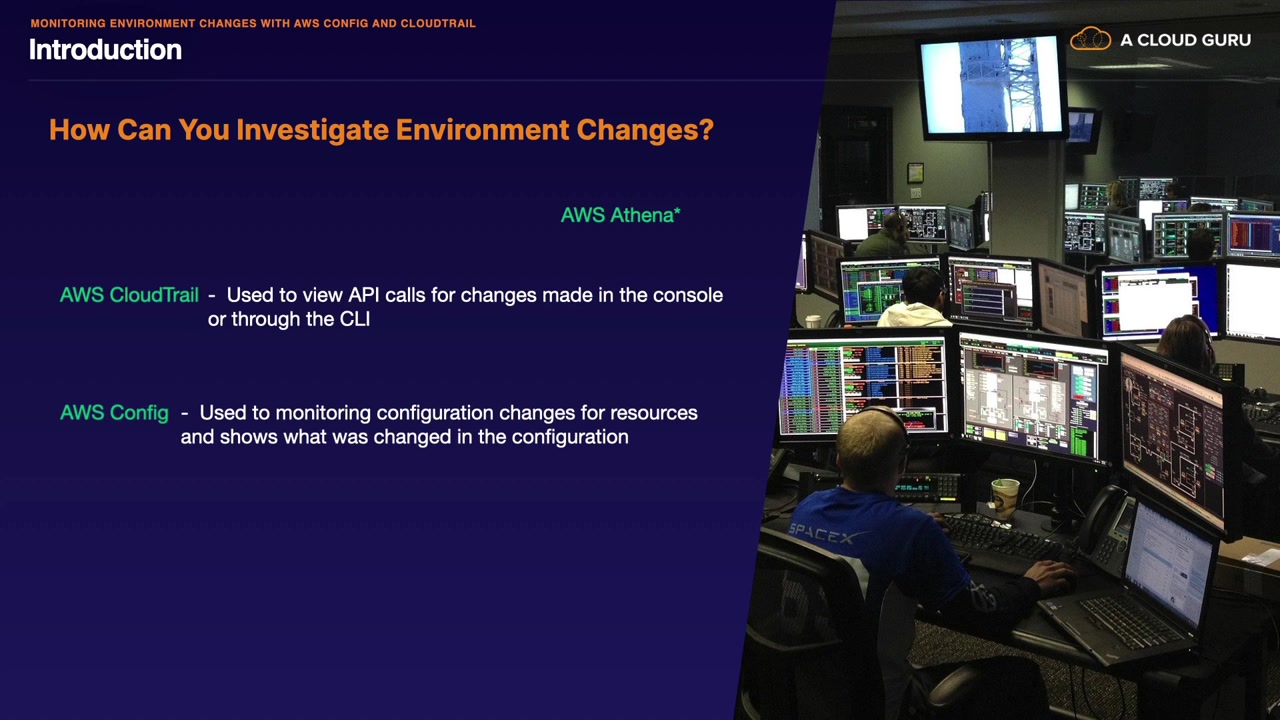 MONITORING ENVIRONMENT CHANGES WITH AWS CONFIG AND CLOUDTRAIL
Introduction
A CLOUD GURU
How Can You Investigate Environment Changes?
AWS Athena*
AWS CloudTrail - Used to view API calls for changes made in the console
or through the CLI
AWS Config - Used to monitoring configuration changes for resources
and shows what was changed in the configuration
SPACEX